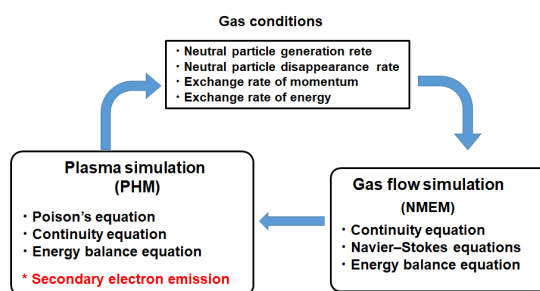 Gas conditions
・Neutral particle generation rete
・Neutral particle disappearance rate
・Exchange rate of momentum
・Exchange rate of energy
Plasma simulation
(PHM)
・Poison's equation
・Continuity equation
・Energy balance equation
* Secondary electron emission
Gas flow simulation
(NMEM)
・Continuity equation
・Navier–Stokes equations
・Energy balance equation